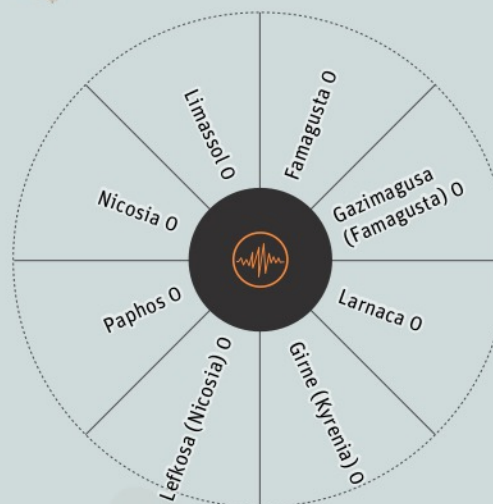 Limassol 0
Famagusta 0
Gazimagusa
(Famagusta) 0
Larnaca 0
Girne (Kyrenia) 0
Lefkosa (Nicosia) 0
Paphos 0
Nicosia 0